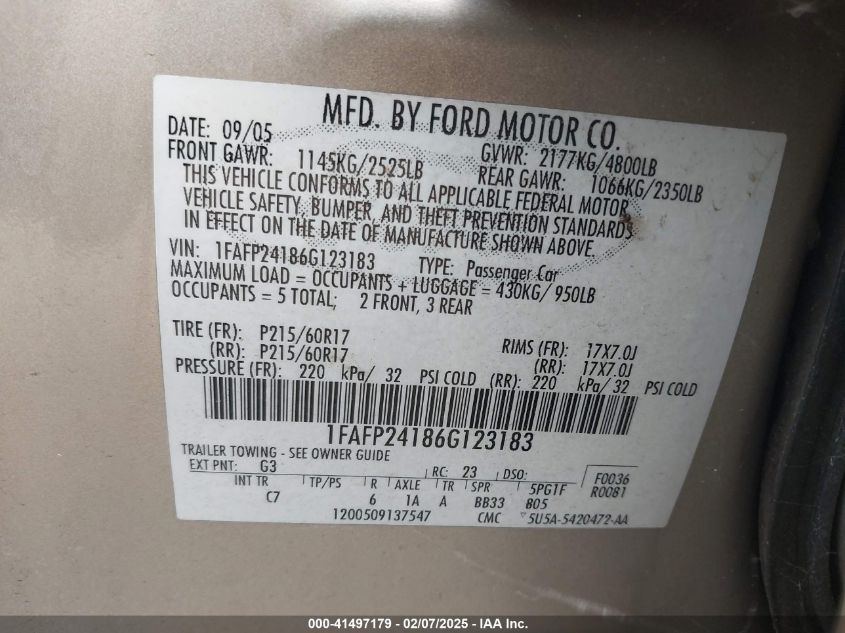 MFD. BY FORD MOTOR CO.
DATE: 09/05 GVWR: 2177KG/4800LB
FRONT GAWR: 1145KG/2525LB REAR GAWR: 1066KG/2350LB
THIS VEHICLE CONFORMS TO ALL APPLICABLE FEDERAL MOTOR
VEHICLE SAFETY, BUMPER, AND THEFT PREVENTION STANDARDS
IN EFFECT ON THE DATE OF MANUFACTURE SHOWN ABOVE.
VIN: 1FAFP24186G123183 TYPE: Passenger Car
MAXIMUM LOAD = OCCUPANTS + LUGGAGE = 430KG/ 950LB
OCCUPANTS = 5 TOTAL; 2 FRONT, 3 REAR
TIRE (FR): P215/60R17 RIMS (FR): 17X7.0J
(RR): P215/60R17 (RR): 17X7.0J
PRESSURE (FR): 220 kPa/ 32 PSI COLD (RR): 220 kPa/ 32 PSI COLD
1FAFP24186G123183
TRAILER TOWING - SEE OWNER GUIDE
EXT PNT: G3 RC: 23 DSO: F0036
R0081
INT TR TP/PS R AXLE TR SPR 5PG1F
C7 6 1A A BB33 B05
1200509137547 CMC 5U5A-5420472-AA
000-41497179 - 02/07/2025 - IAA Inc.